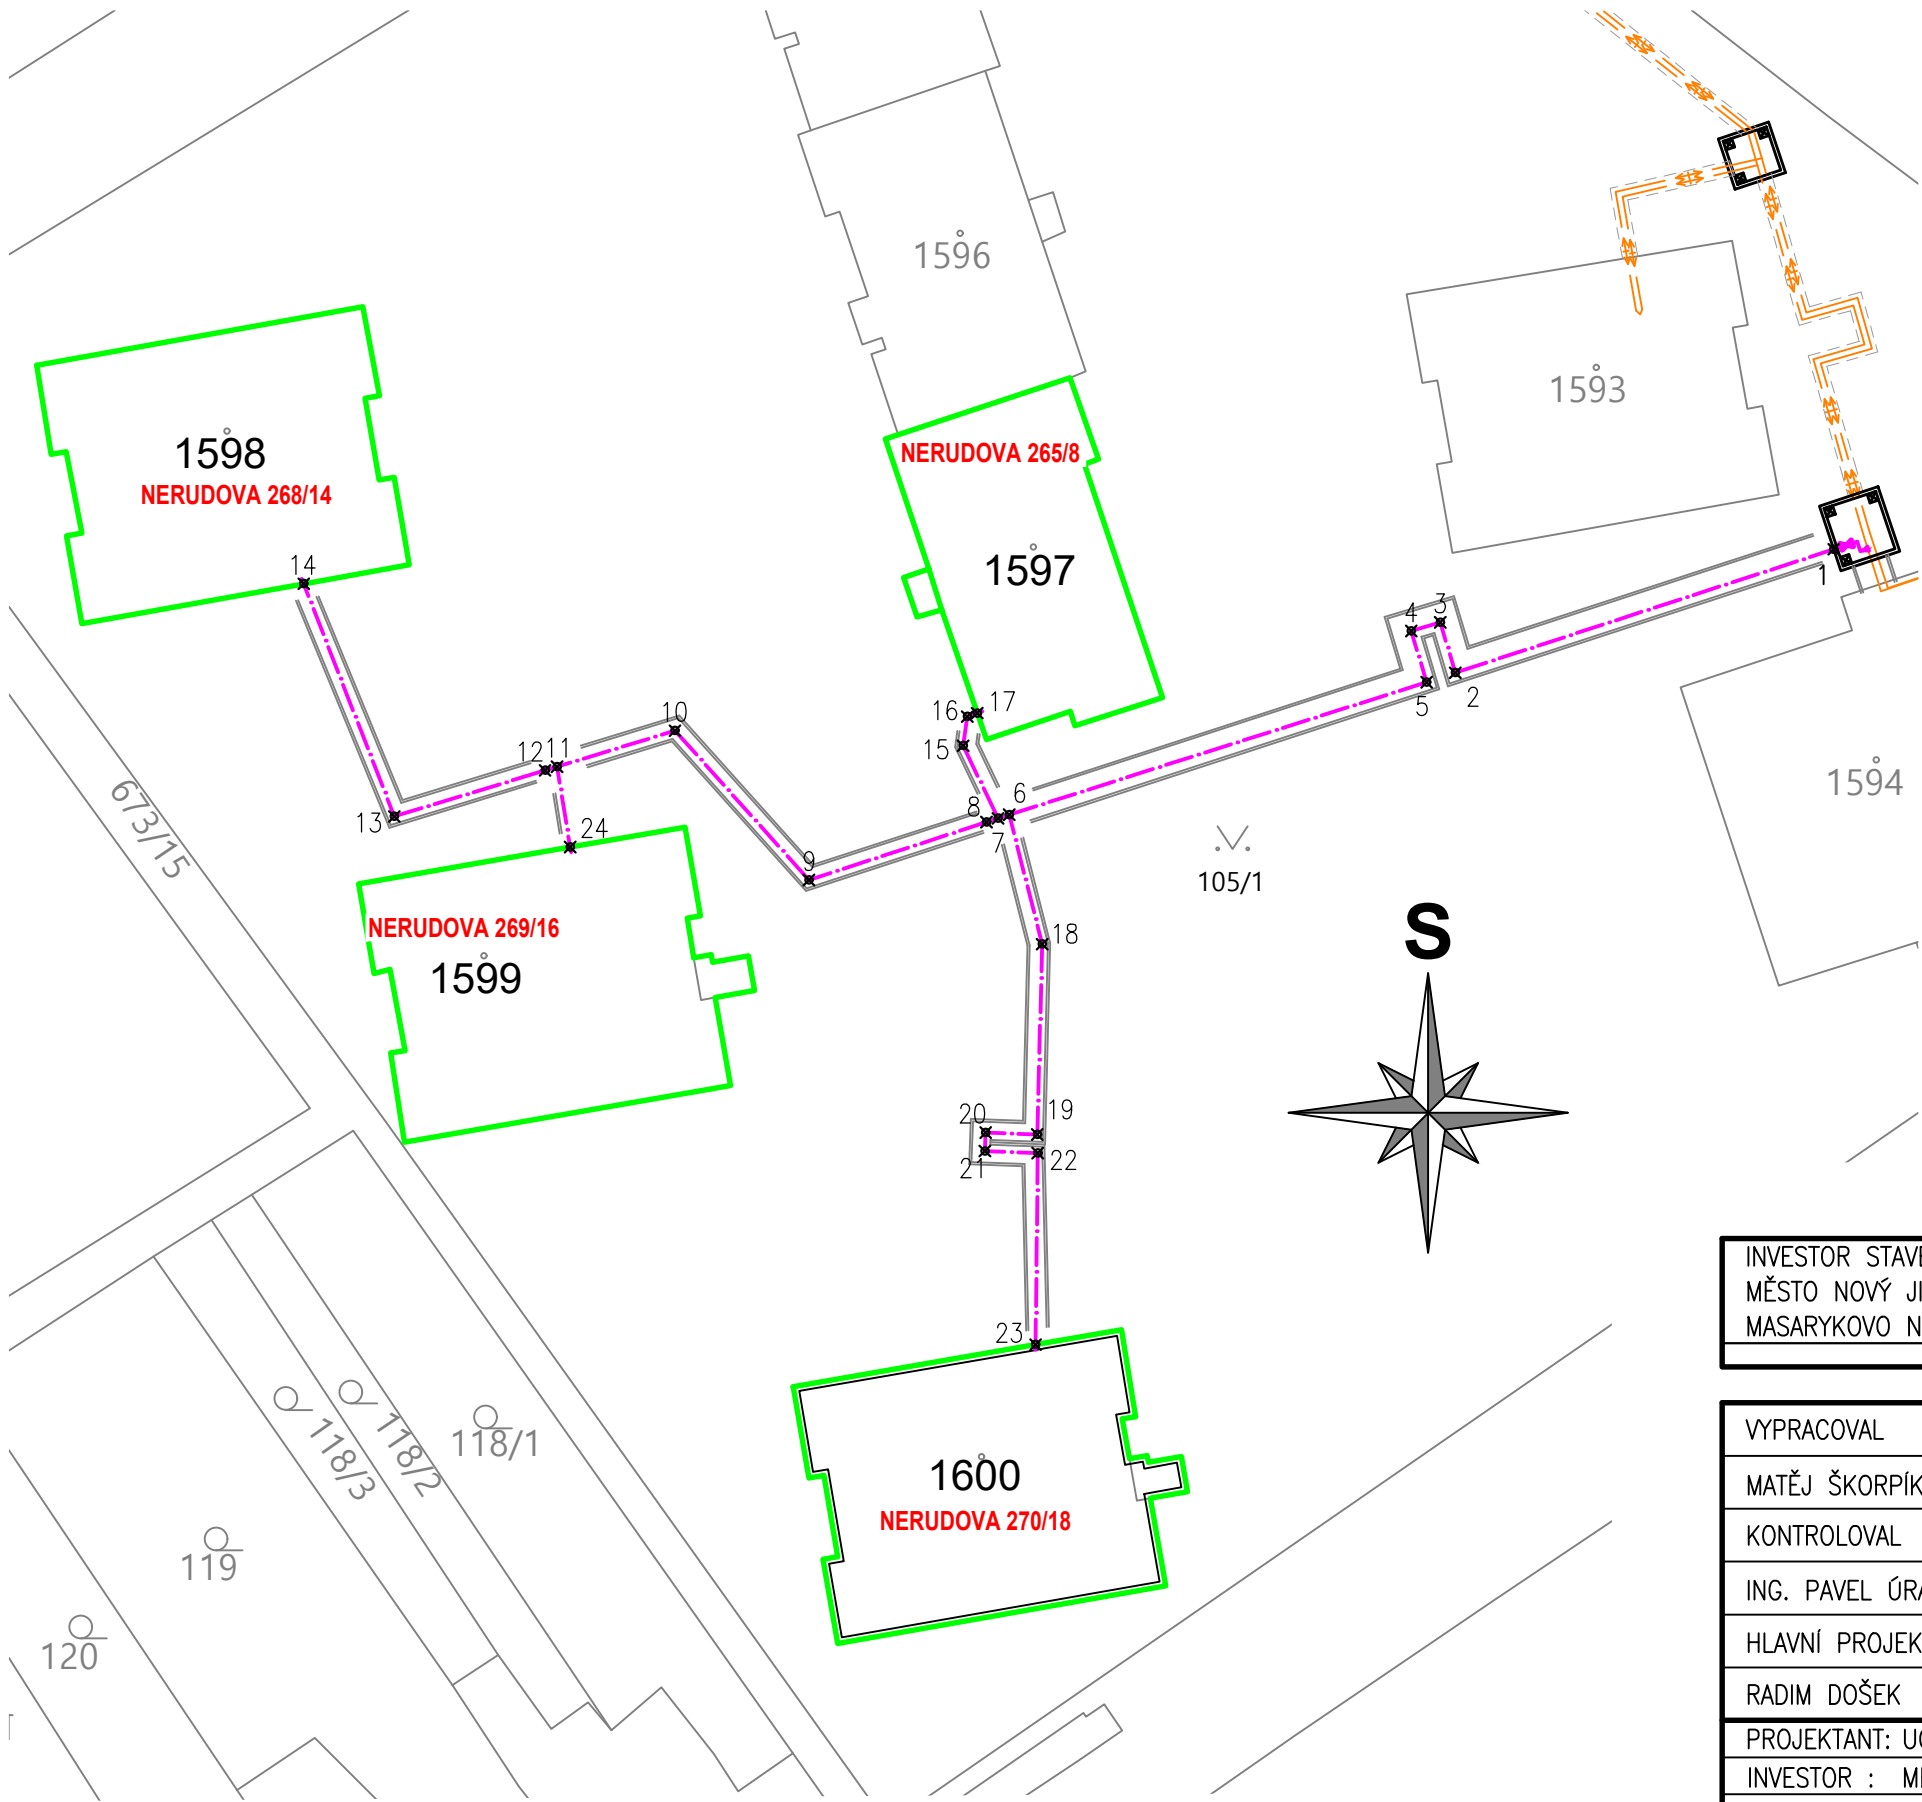 1596
1593
1598
NERUDOVA 268/14
NERUDOVA 265/8
1597
14
1
4
3
2
5
17
16
15
10
12
11
6
8
7
13
24
9
673/15
1594
105/1
NERUDOVA 269/16
1599
S
18
20
19
21
22
23
118/3
118/2
118/1
119
120
1600
NERUDOVA 270/18
INVESTOR
MĚSTO NOVÝ
MASARYKOVO
VYPRACOVAL
MATĚJ ŠKORPÍK
KONTROLOVAL
ING. PAVEL
HLAVNÍ
RADIM DOŠEK
PROJEKTANT:
INVESTOR :